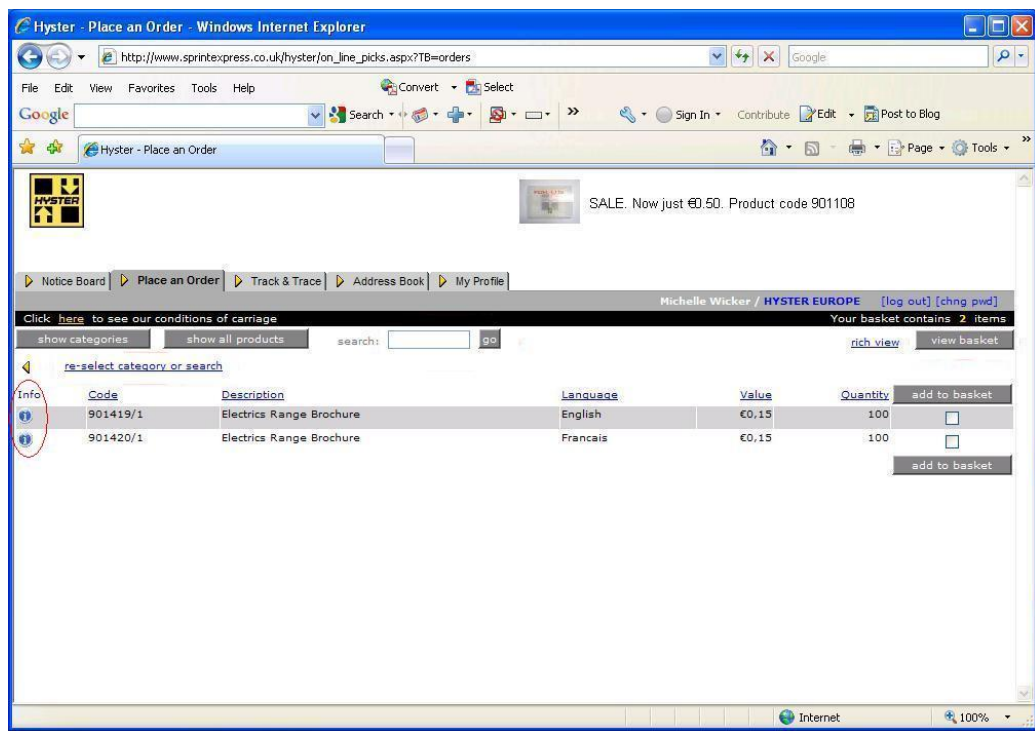 Hyster - Place an Order - Windows Internet Explorer
http://www.sprintexpress.co.uk/hyster/on_line_picks.aspx?TB=orders
Google
File Edit View Favorites Tools Help Convert Select
Google Search Sign In Contribute Edit Post to Blog
Hyster - Place an Order Page Tools
HYSTER
SALE. Now just €0.50. Product code 901108
Notice Board Place an Order Track & Trace Address Book My Profile
Michelle Wicker / HYSTER EUROPE [log out] [chng pwd]
Click here to see our conditions of carriage Your basket contains 2 items
show categories show all products search: go rich view view basket
re-select category or search
Info Code Description Language Value Quantity add to basket
901419/1 Electrics Range Brochure English €0,15 100
901420/1 Electrics Range Brochure Francais €0,15 100
add to basket
Internet 100%